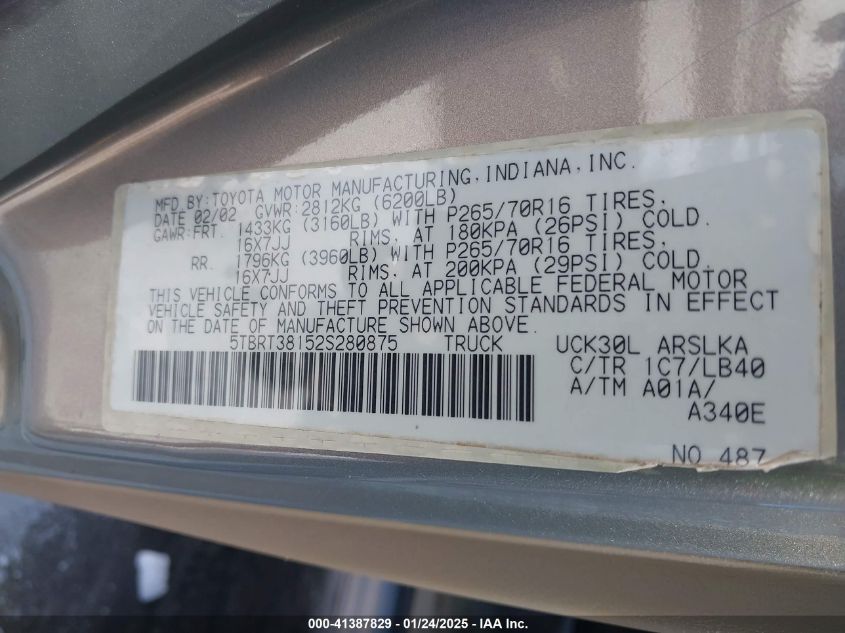 MFD.BY:TOYOTA MOTOR MANUFACTURING,INDIANA,INC.
DATE 02/02 GVWR:2812KG (6200LB)
GAWR:FRT. 1433KG (3160LB) WITH P265/70R16 TIRES,
16X7JJ RIMS, AT 180KPA (26PSI) COLD.
RR. 1796KG (3960LB) WITH P265/70R16 TIRES,
16X7JJ RIMS, AT 200KPA (29PSI) COLD.
THIS VEHICLE CONFORMS TO ALL APPLICABLE FEDERAL MOTOR
VEHICLE SAFETY AND THEFT PREVENTION STANDARDS IN EFFECT
ON THE DATE OF MANUFACTURE SHOWN ABOVE.
5TBRT38152S280875 TRUCK UCK30L ARSLKA
C/TR 1C7/LB40
A/TM A01A/
A340E
NO 487
000-41387829 - 01/24/2025 - IAA Inc.